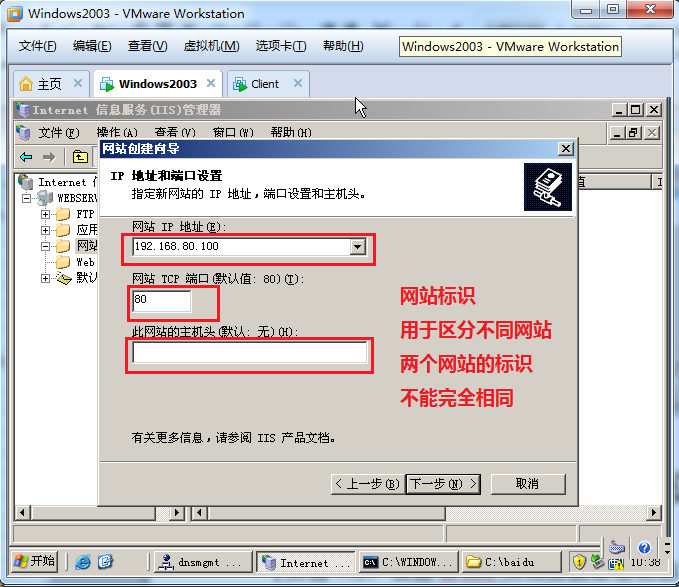 Windows2003 - VMware Workstation
文件(F) 编辑(E) 查看(V) 虚拟机(M) 选项卡(T) 帮助(H)
Windows2003 - VMware Workstation
主页 Windows2003 Client
Internet 信息服务(IIS)管理器
文件(F) 操作(A) 查看(V) 窗口(W) 帮助(H)
网站创建向导
IP 地址和端口设置
指定新网站的 IP 地址，端口设置和主机头。
Internet
WEBSERV
FTP
应用
网站
Web
默认
网站 IP 地址(E):
192.168.80.100
网站 TCP 端口(默认值: 80)(T):
80
此网站的主机头(默认: 无)(H):
网站标识
用于区分不同网站
两个网站的标识
不能完全相同
有关更多信息，请参阅 IIS 产品文档。
< 上一步(B) 下一步(N) > 取消
开始 dnsmgmt ... Internet ... C:\WINDOW... C:\baidu 10:38